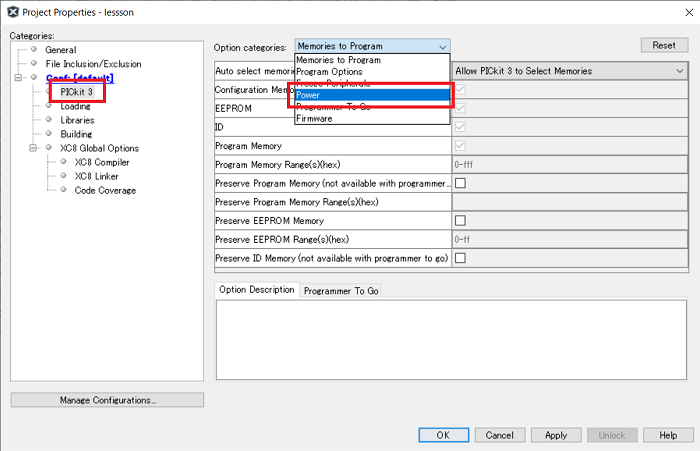 Project Properties - lessson
Categories:
General
File Inclusion/Exclusion
Conf: [default]
PICkit 3
Loading
Libraries
Building
XC8 Global Options
XC8 Compiler
XC8 Linker
Code Coverage
Manage Configurations...
Option categories: Memories to Program
Reset
Memories to Program
Program Options
Freeze Peripherals
Power
Programmer To Go
Firmware
Auto select memories Allow PICkit 3 to Select Memories
Configuration
EEPROM
ID
Program Memory
Program Memory Range(s)(hex) 0-fff
Preserve Program Memory (not available with programmer...
Preserve Program Memory Range(s)(hex)
Preserve EEPROM Memory
Preserve EEPROM Range(s)(hex) 0-ff
Preserve ID Memory (not available with programmer to go)
Option Description Programmer To Go
OK Cancel Apply Unlock Help